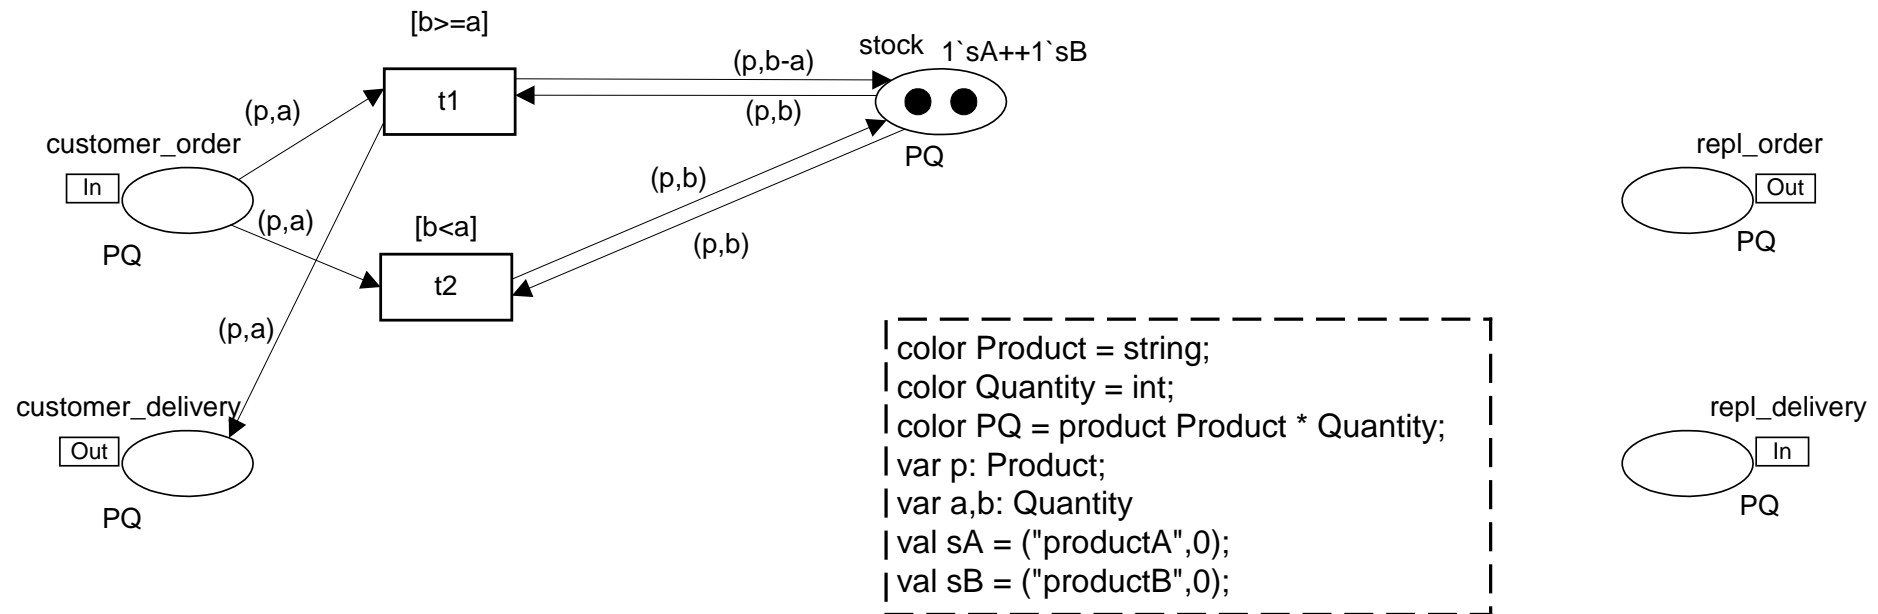 [b>=a]
stock
1`sA++1`sB
(p,b-a)
t1
(p,a)
(p,b)
customer_order
repl_order
PQ
In
(p,b)
Out
(p,a)
[b<a]
PQ
(p,b)
PQ
t2
(p,a)
color Product = string;
color Quantity = int;
customer_delivery
repl_delivery
color PQ = product Product * Quantity;
Out
In
var p: Product;
var a,b: Quantity
PQ
PQ
val sA = ("productA",0);
val sB = ("productB",0);